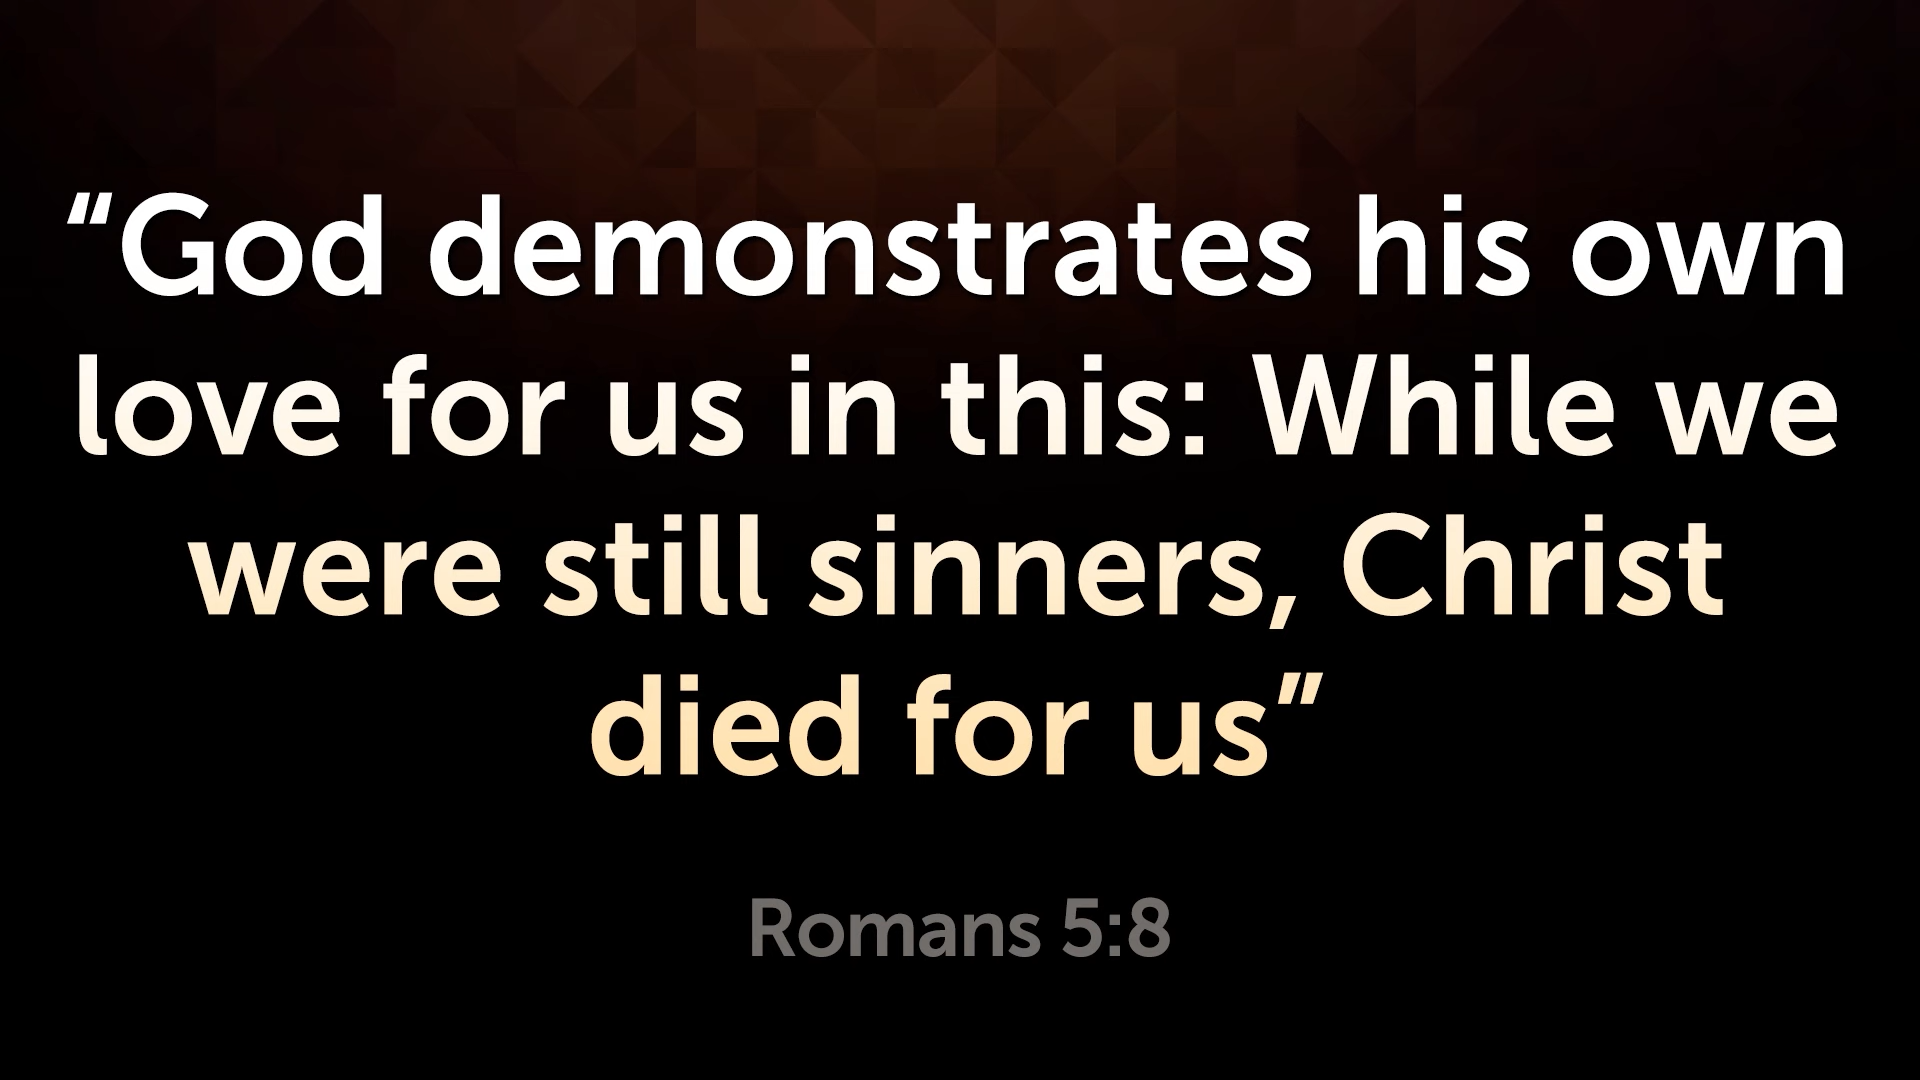 “God demonstrates his own
love for us in this: While we
were still sinners, Christ
died for us”
Romans 5:8